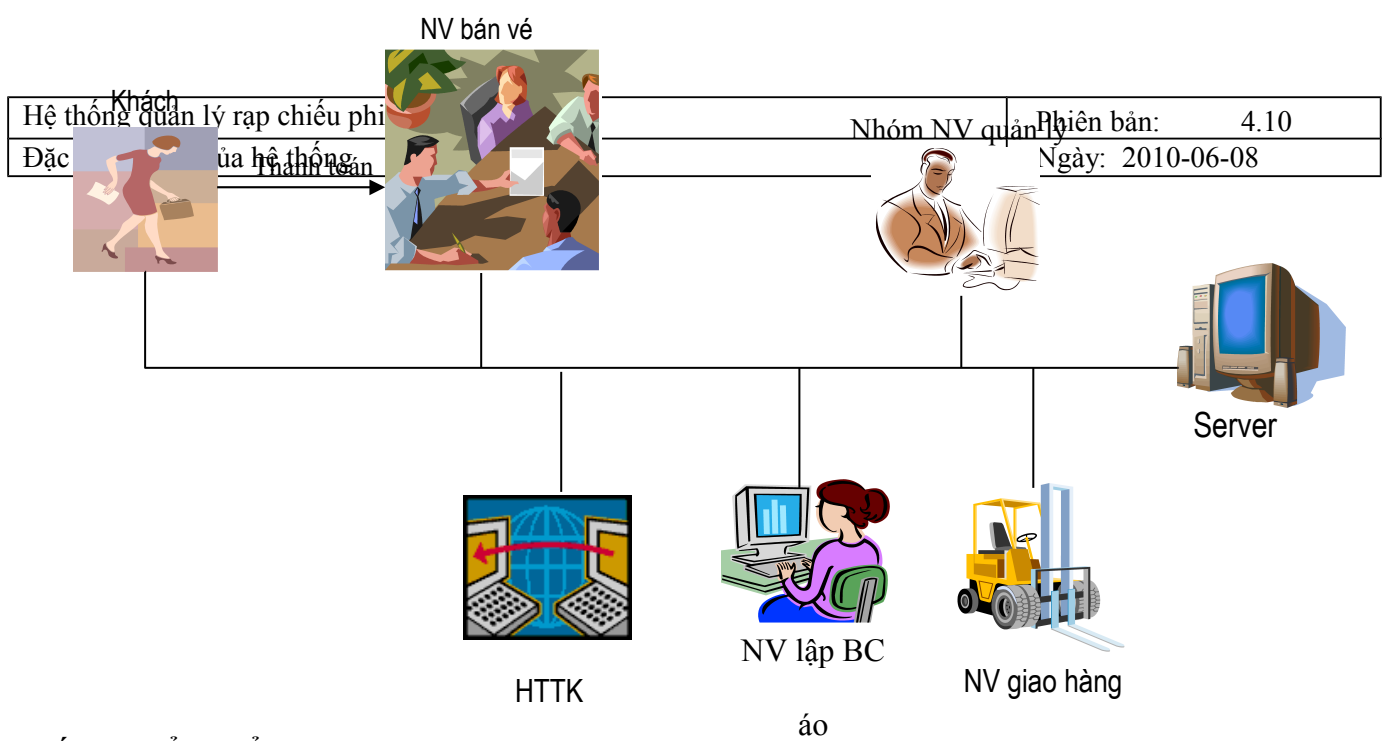 NV bán vé
Khách
Hệ thống quản lý rạp chiếu phi
Phiên bản: 4.10
Nhóm NV quản lý
Đặc ủa hệ thống
Ngày: 2010-06-08
Thanh toán
Server
NV lập BC
HTTK
NV giao hàng
áo